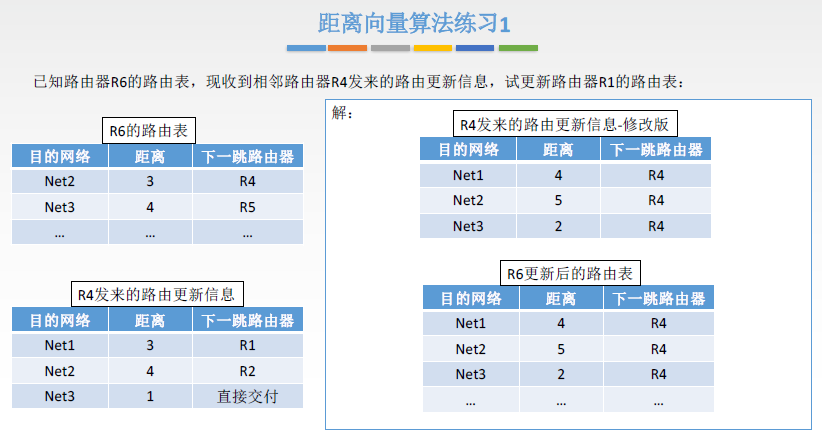 距离向量算法练习1
已知路由器R6的路由表，现收到相邻路由器R4发来的路由更新信息，试更新路由器R1的路由表：
R6的路由表
目的网络 距离 下一跳路由器
Net2 3 R4
Net3 4 R5
… … …
R4发来的路由更新信息
目的网络 距离 下一跳路由器
Net1 3 R1
Net2 4 R2
Net3 1 直接交付
解：
R4发来的路由更新信息-修改版
目的网络 距离 下一跳路由器
Net1 4 R4
Net2 5 R4
Net3 2 R4
R6更新后的路由表
目的网络 距离 下一跳路由器
Net1 4 R4
Net2 5 R4
Net3 2 R4
… … …